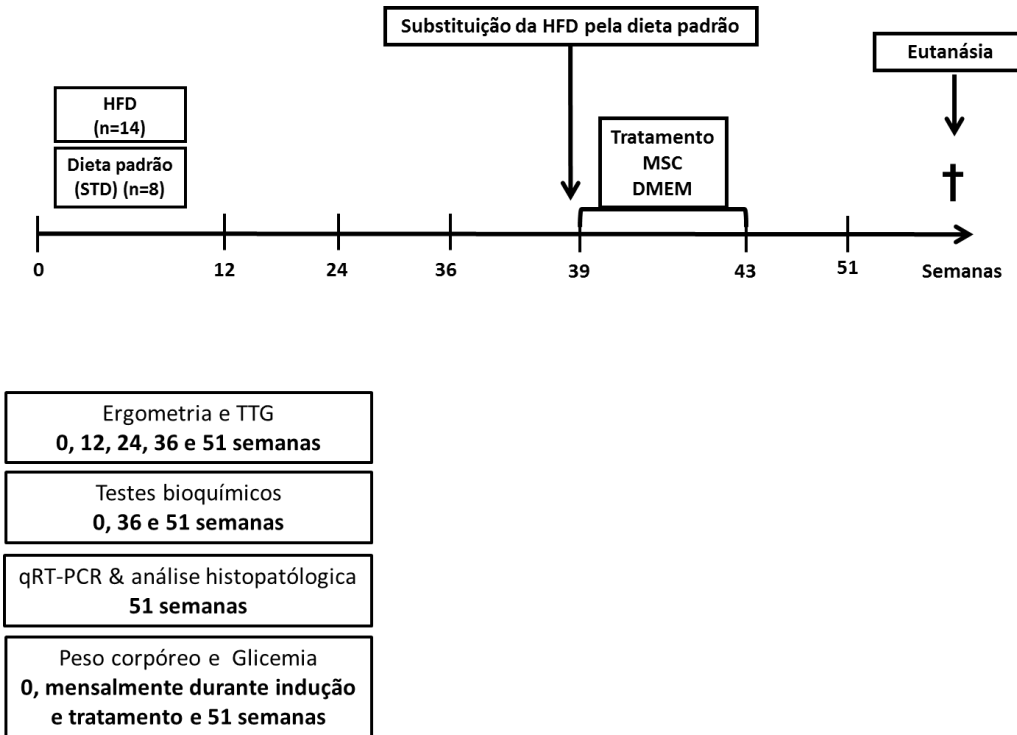 Substituição da HFD pela dieta padrão
Eutanásia
HFD
(n=14)
Dieta padrão
(STD) (n=8)
Tratamento
MSC
DMEM
0
12
24
36
39
43
51
Semanas
Ergometria e TTG
0, 12, 24, 36 e 51 semanas
Testes bioquímicos
0, 36 e 51 semanas
qRT-PCR & análise histopatólogica
51 semanas
Peso corpóreo e Glicemia
0, mensalmente durante indução
e tratamento e 51 semanas